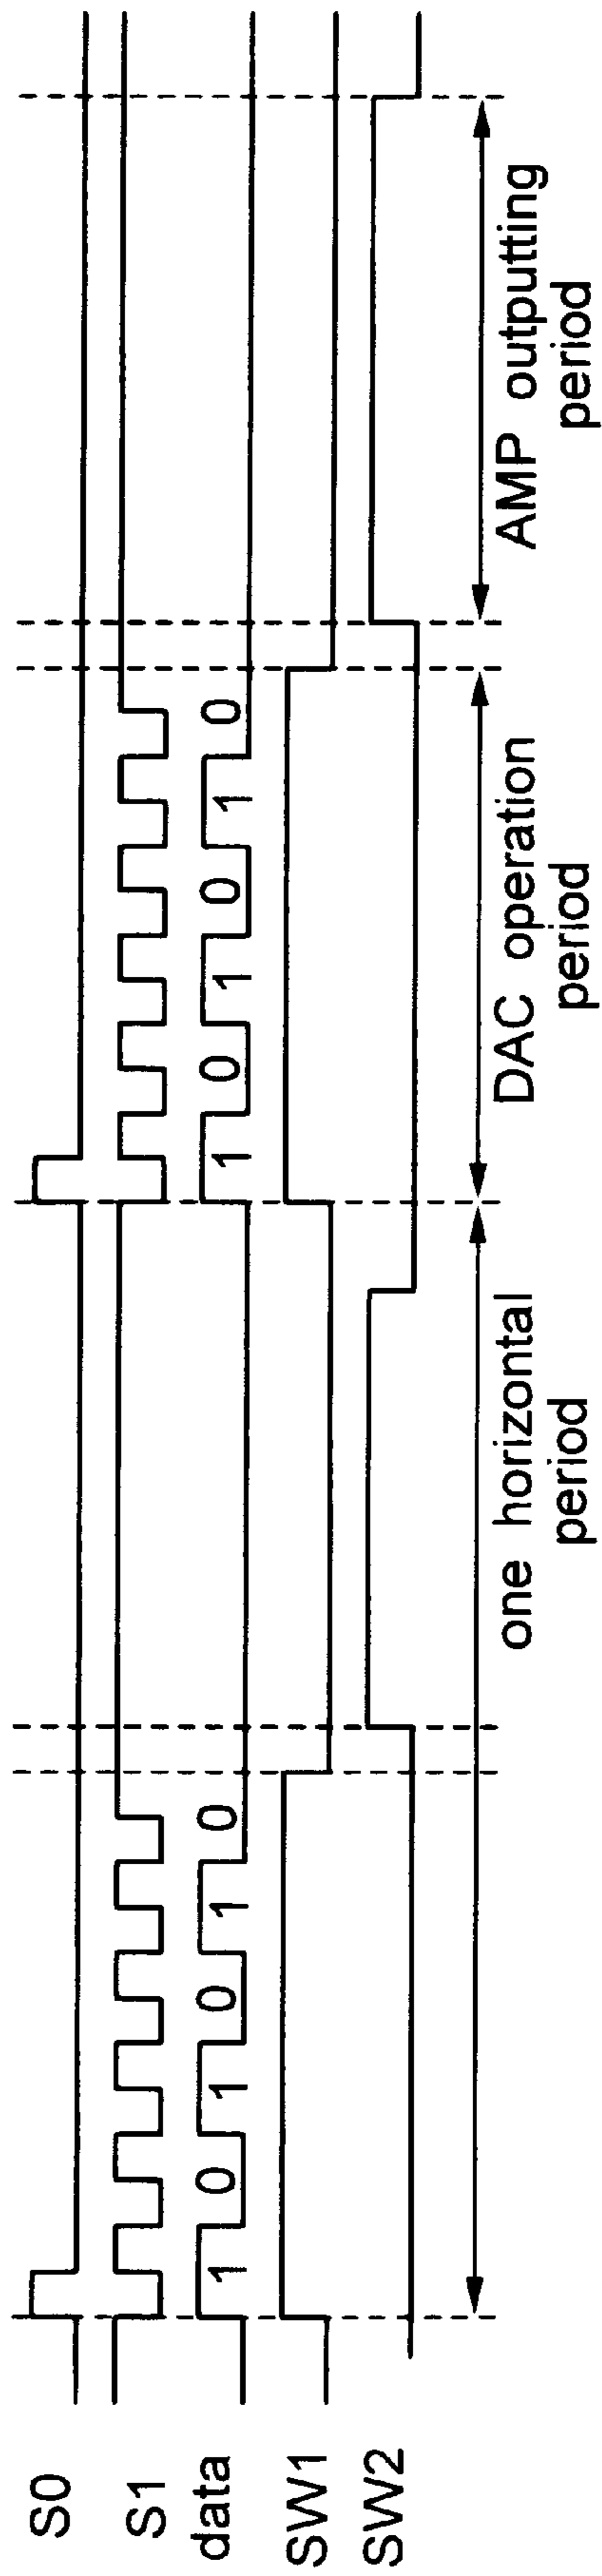 S0
S1
data 1 0 1 0 1 0 1 0 1 0 1 0
SW1
SW2
one horizontal
period
DAC operation
period
AMP outputting
period